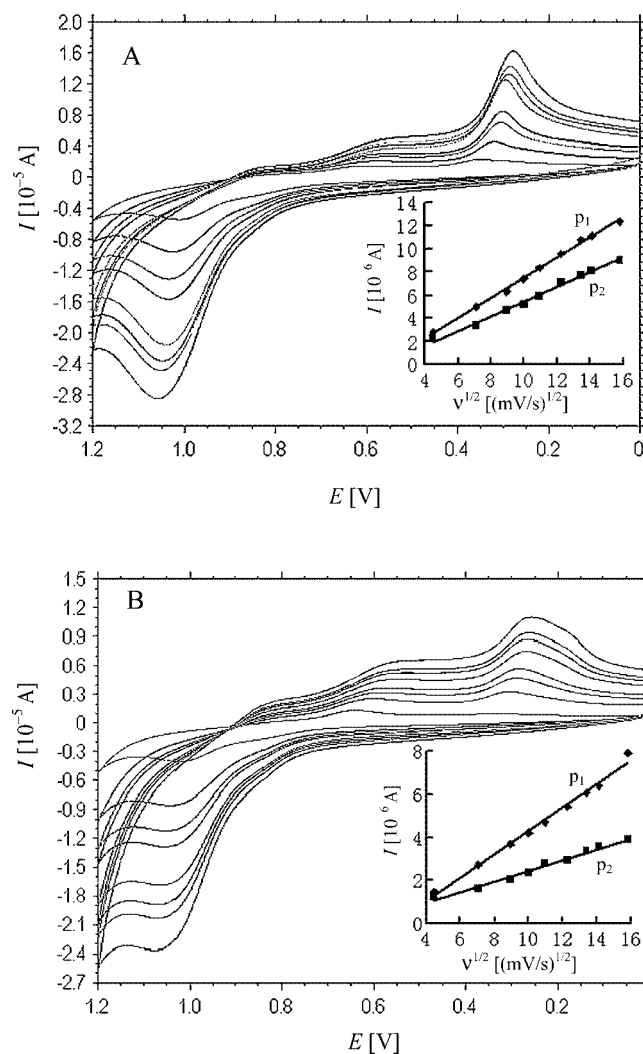 A
2.0
1.6
1.2
0.8
0.4
0
-0.4
-0.8
-1.2
-1.6
-2.0
-2.4
-2.8
-3.2
I [10⁻⁵ A]
1.2 1.0 0.8 0.6 0.4 0.2 0
E [V]
14
12
10
8
6
4
2
0
I [10⁻⁶ A]
p₁
p₂
4 6 8 10 12 14 16
ν^1/2 [(mV/s)^1/2]
B
1.5
1.2
0.9
0.6
0.3
0
-0.3
-0.6
-0.9
-1.2
-1.5
-1.8
-2.1
-2.4
-2.7
I [10⁻⁵ A]
1.2 1.0 0.8 0.6 0.4 0.2
E [V]
8
6
4
2
0
I [10⁻⁶ A]
p₁
p₂
4 6 8 10 12 14 16
ν^1/2 [(mV/s)^1/2]